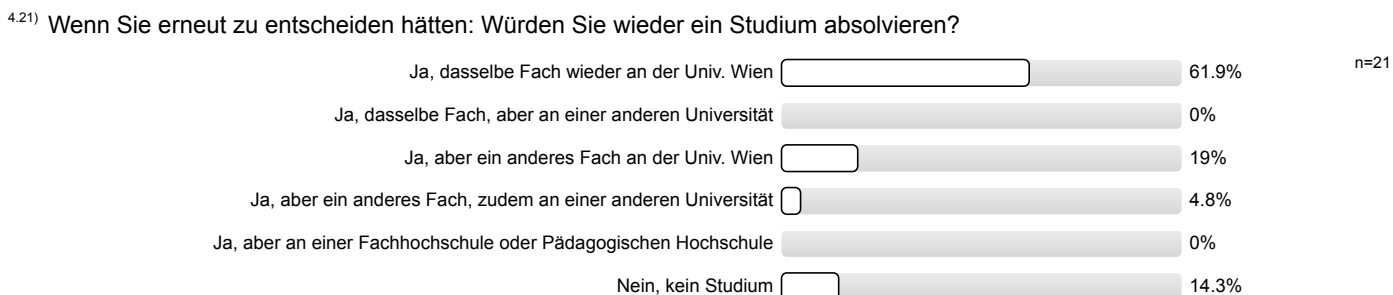 4.21) Wenn Sie erneut zu entscheiden hätten: Würden Sie wieder ein Studium absolvieren?
Ja, dasselbe Fach wieder an der Univ. Wien 61.9% n=21
Ja, dasselbe Fach, aber an einer anderen Universität 0%
Ja, aber ein anderes Fach an der Univ. Wien 19%
Ja, aber ein anderes Fach, zudem an einer anderen Universität 4.8%
Ja, aber an einer Fachhochschule oder Pädagogischen Hochschule 0%
Nein, kein Studium 14.3%